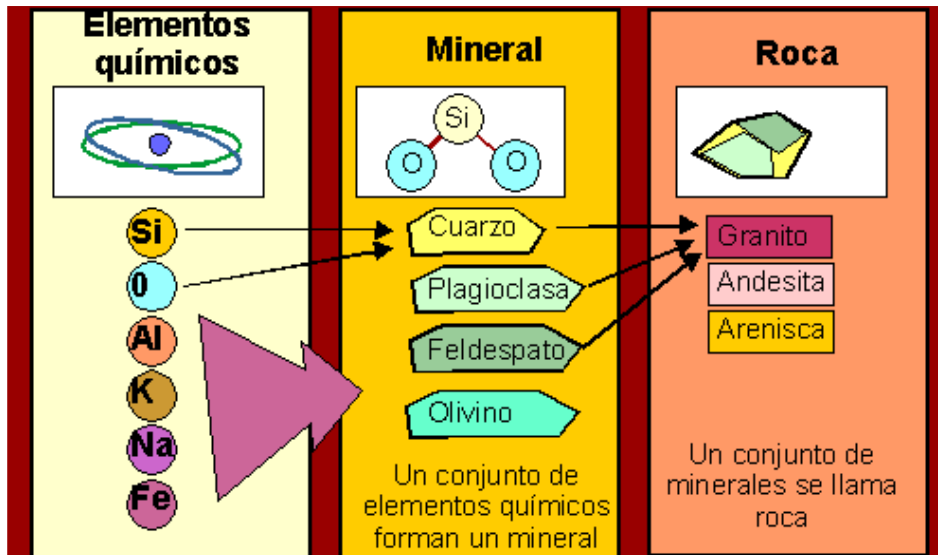 Elementos
químicos
Si
0
Al
K
Na
Fe
Mineral
Si
O
O
Cuarzo
Plagioclasa
Feldespato
Olivino
Un conjunto de
elementos químicos
forman un mineral
Roca
Granito
Andesita
Arenisca
Un conjunto de
minerales se llama
roca